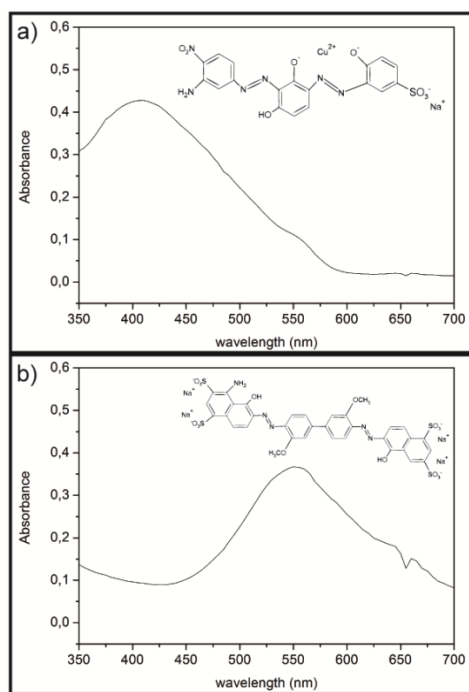 a)
0,6
0,5
0,4
0,3
0,2
0,1
0,0
Absorbance
O₂N
H₂N
N
N
O⁻
HO
Cu²⁺
N
N
O⁻
SO₃⁻
Na⁺
350 400 450 500 550 600 650 700
wavelength (nm)
b)
0,6
0,5
0,4
0,3
0,2
0,1
0,0
Absorbance
Na⁺
⁻O₃S
NH₂
OH
Na⁺
⁻O₃S
N
N
OCH₃
OCH₃
N
N
OH
SO₃⁻
Na⁺
Na⁺
SO₃⁻
350 400 450 500 550 600 650 700
wavelength (nm)